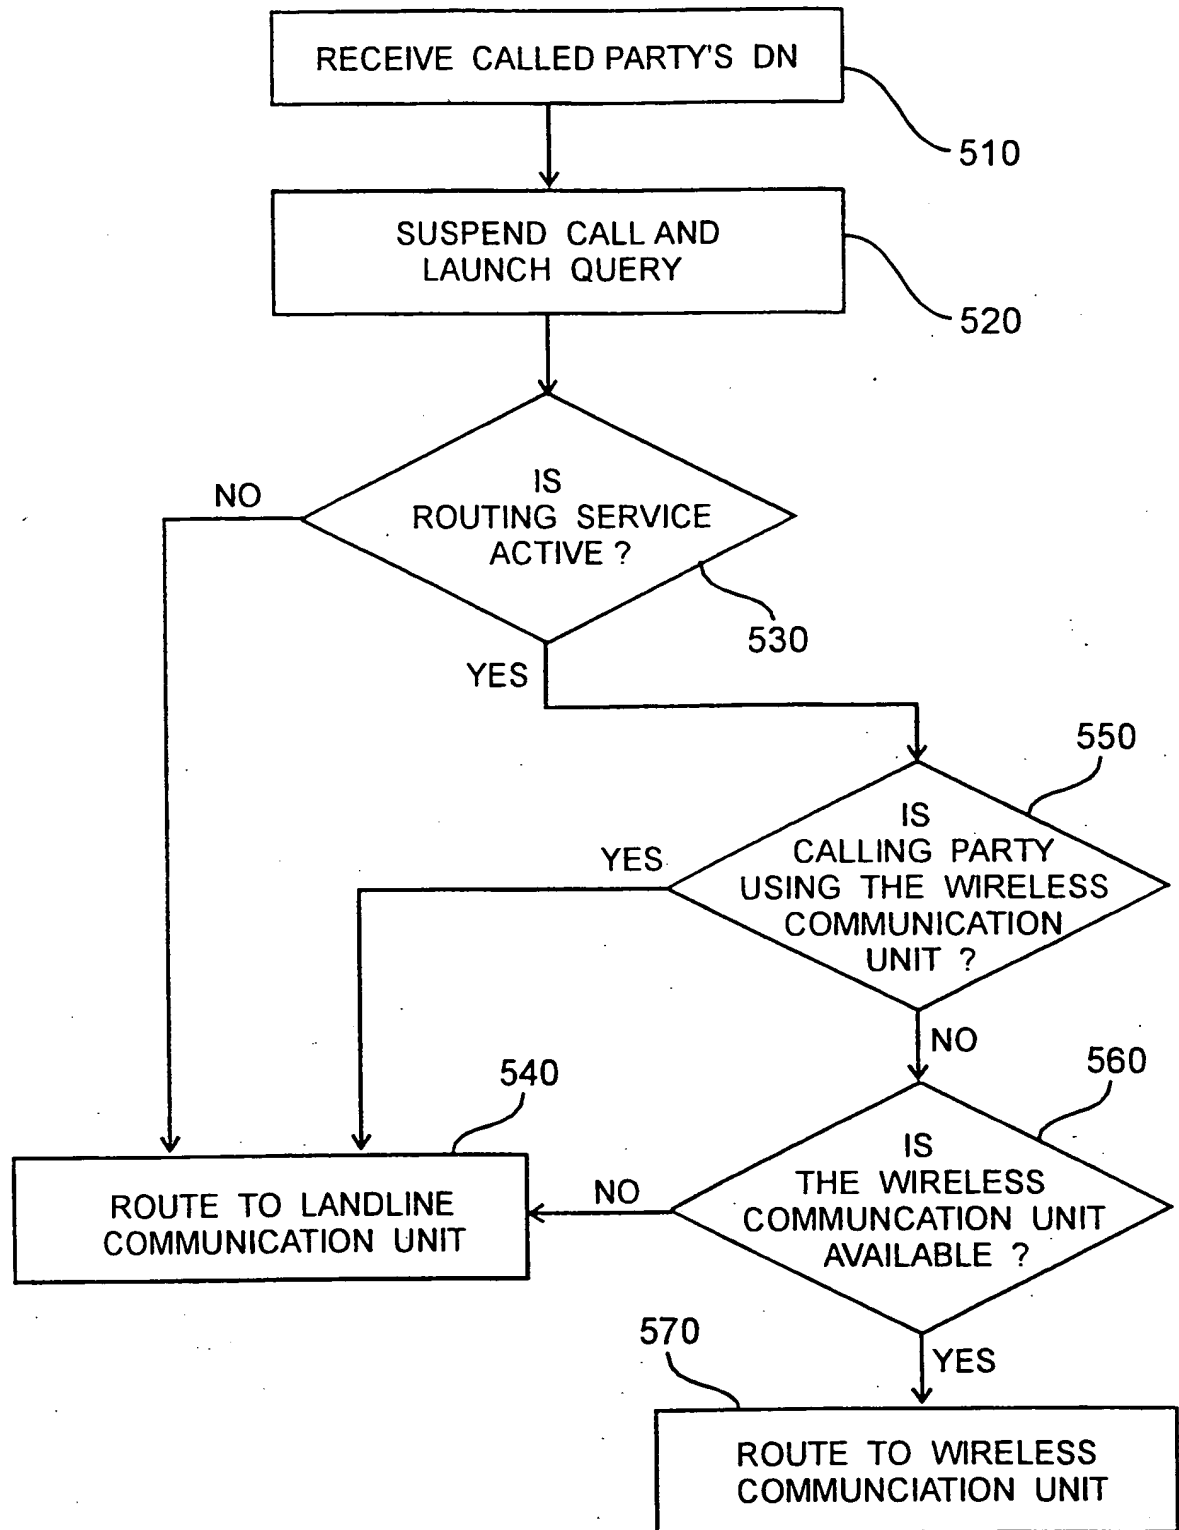 RECEIVE CALLED PARTY'S DN
510
SUSPEND CALL AND
LAUNCH QUERY
520
IS
ROUTING SERVICE
ACTIVE ?
NO
530
YES
550
IS
CALLING PARTY
USING THE WIRELESS
COMMUNICATION
UNIT ?
YES
NO
540
560
ROUTE TO LANDLINE
COMMUNICATION UNIT
NO
IS
THE WIRELESS
COMMUNCATION UNIT
AVAILABLE ?
570
YES
ROUTE TO WIRELESS
COMMUNCIATION UNIT